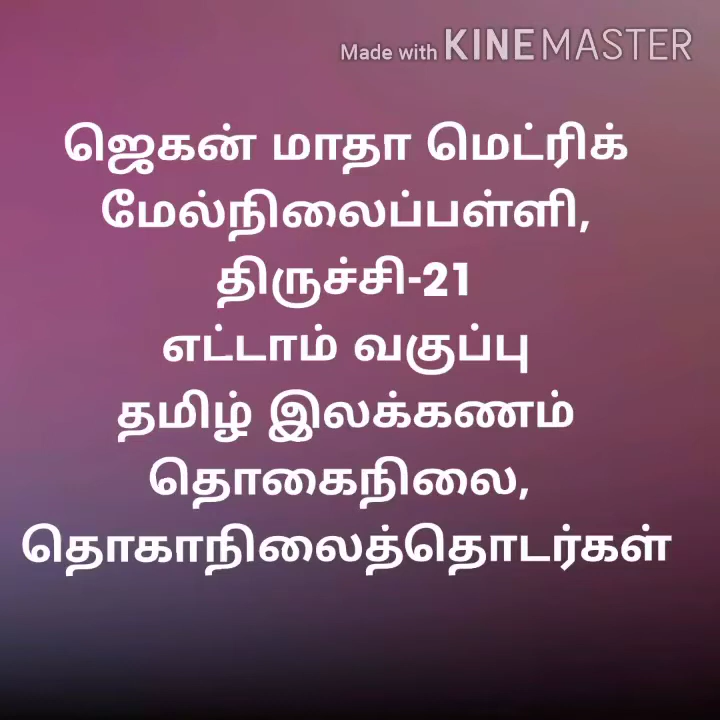 Made with KINEMASTER
ஜெகன் மாதா மெட்ரிக்
மேல்நிலைப்பள்ளி,
திருச்சி-21
எட்டாம் வகுப்பு
தமிழ் இலக்கணம்
தொகைநிலை,
தொகாநிலைத்தொடர்கள்